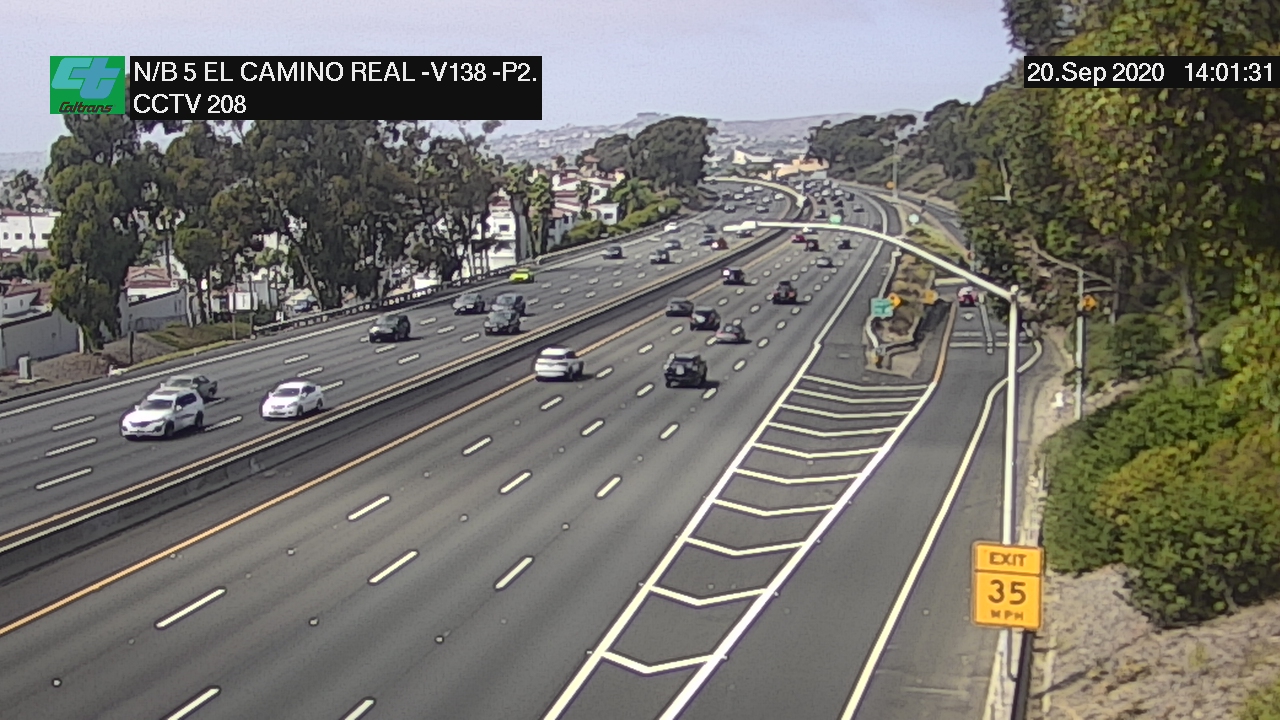 N/B 5 EL CAMINO REAL -V138 -P2.
CCTV 208
Caltrans
20.Sep 2020 14:01:31
EXIT
35
MPH